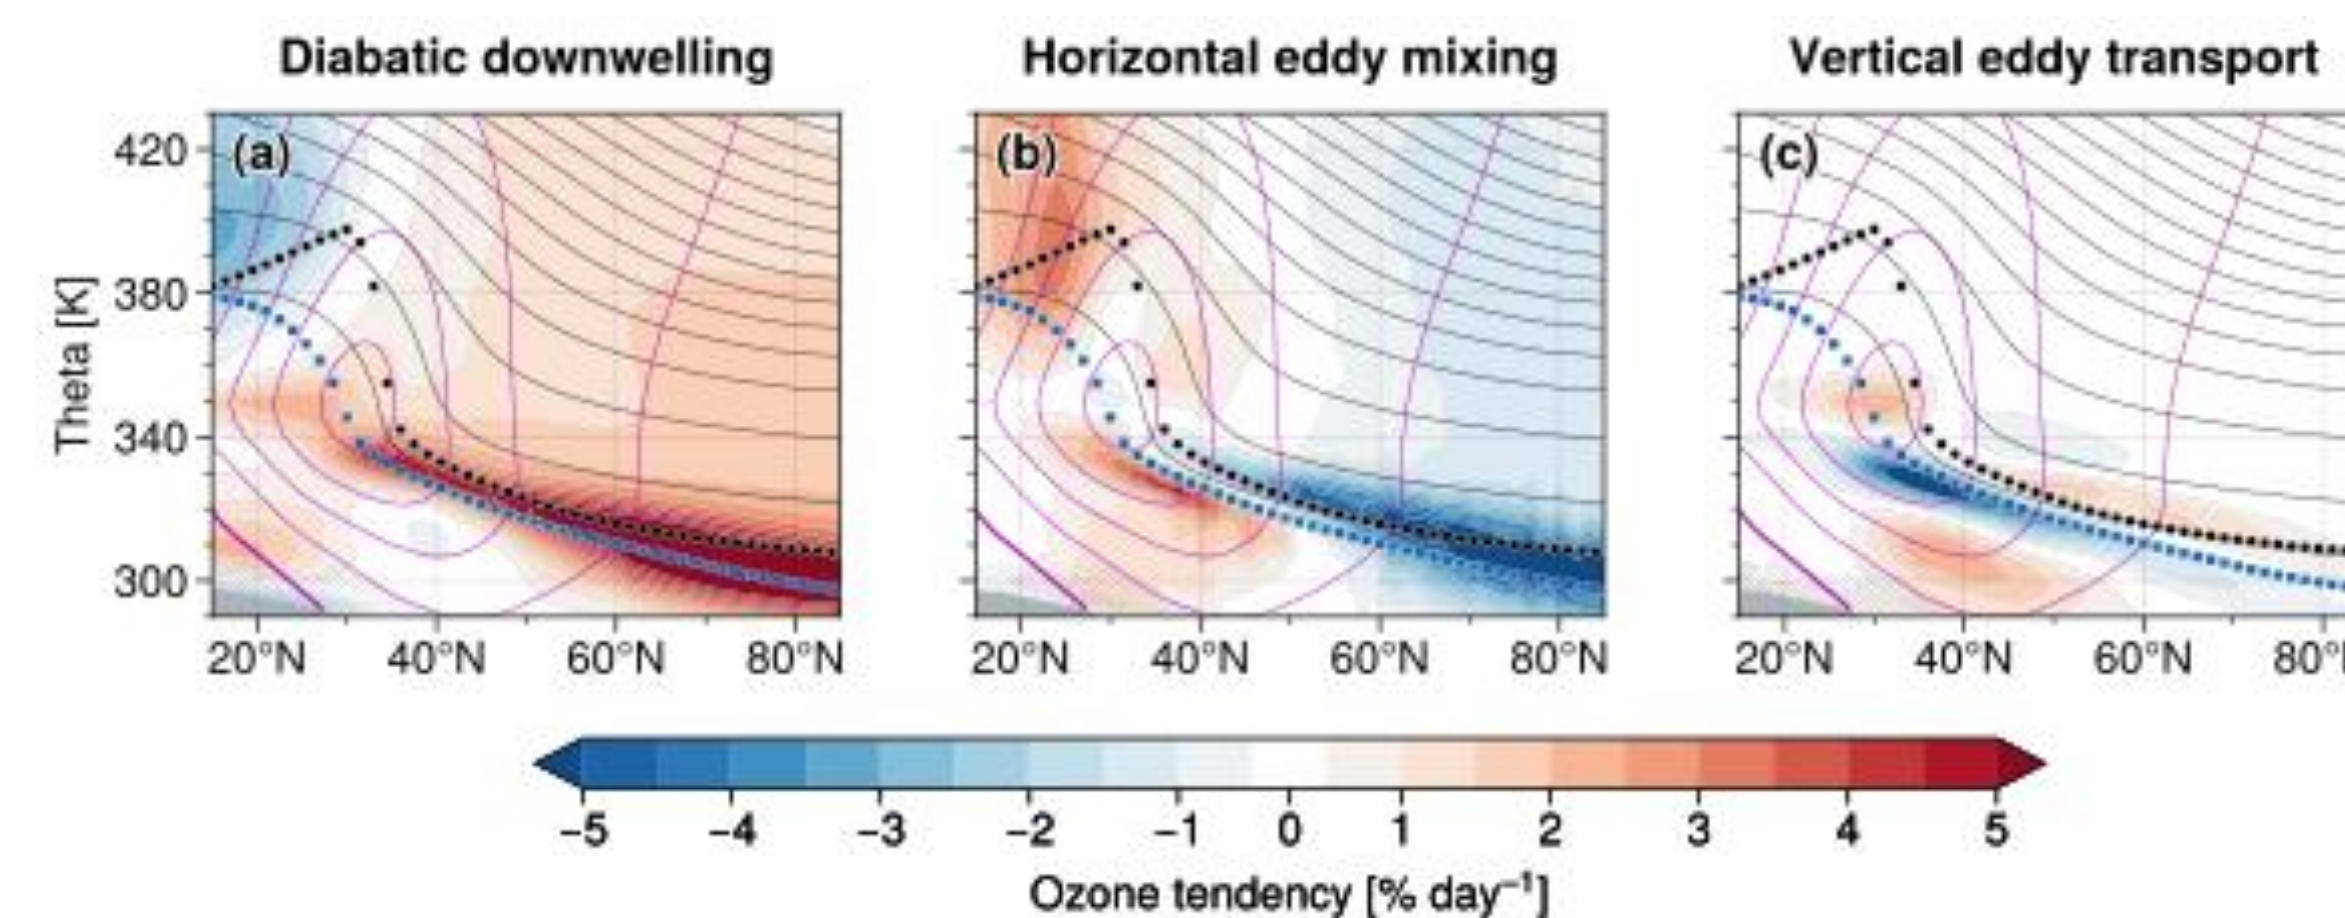 Diabatic downwelling Horizontal eddy mixing Vertical eddy transport
(a) (b) (c)
Theta [K]
420
380
340
300
20°N 40°N 60°N 80°N 20°N 40°N 60°N 80°N 20°N 40°N 60°N 80°
−5 −4 −3 −2 −1 0 1 2 3 4 5
Ozone tendency [% day⁻¹]